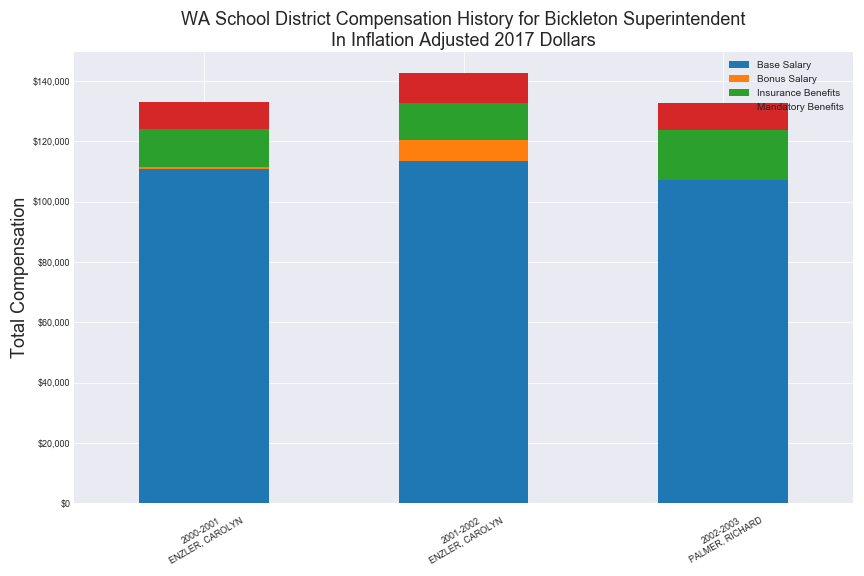 WA School District Compensation History for Bickleton Superintendent
In Inflation Adjusted 2017 Dollars
Base Salary
Bonus Salary
Insurance Benefits
Mandatory Benefits
Total Compensation
$140,000
$120,000
$100,000
$80,000
$60,000
$40,000
$20,000
$0
2000-2001
ENZLER, CAROLYN
2001-2002
ENZLER, CAROLYN
2002-2003
PALMER, RICHARD